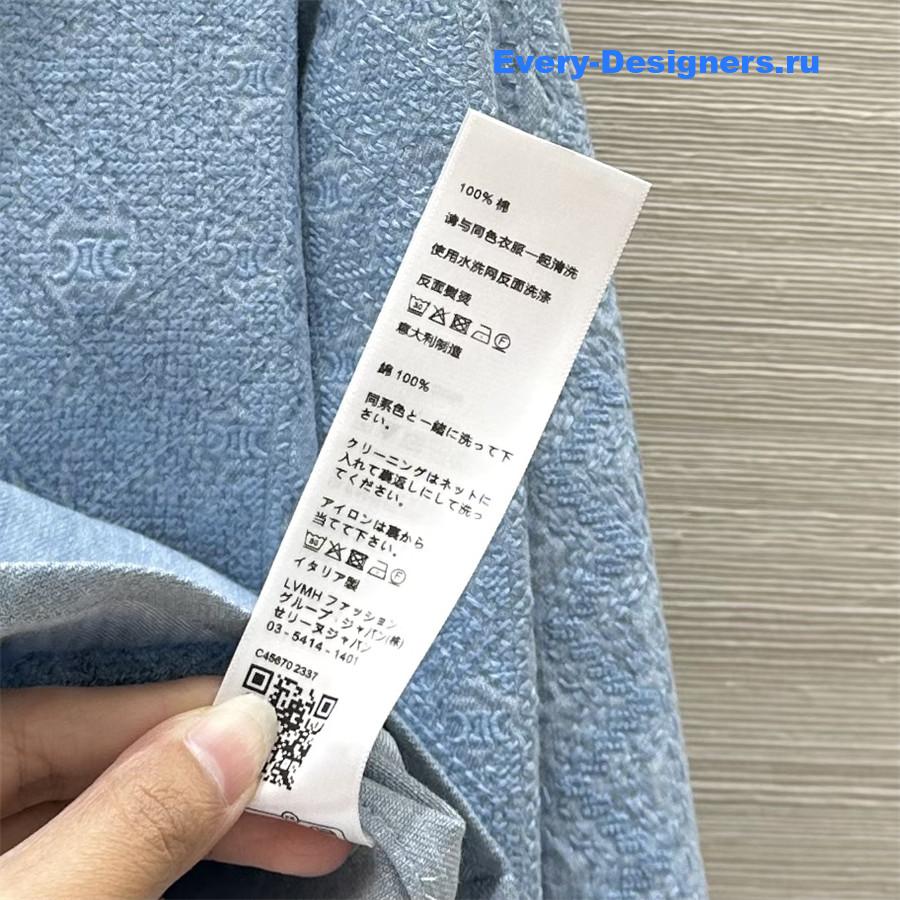 Every-Designers.ru
100% 棉
请与同色衣服一起清洗
使用水洗网反面洗涤
反面熨烫
30 F
意大利制造
綿 100%
同系色と一緒に洗って下
さい。
クリーニングはネットに
入れて裏返しにして洗っ
てください。
アイロンは裏から
当てて下さい。
30 F
イタリア製
LVMH ファッション
グループ・ジャパン(株)
せリーヌジャパン
03-5414-1401
C45670 2337